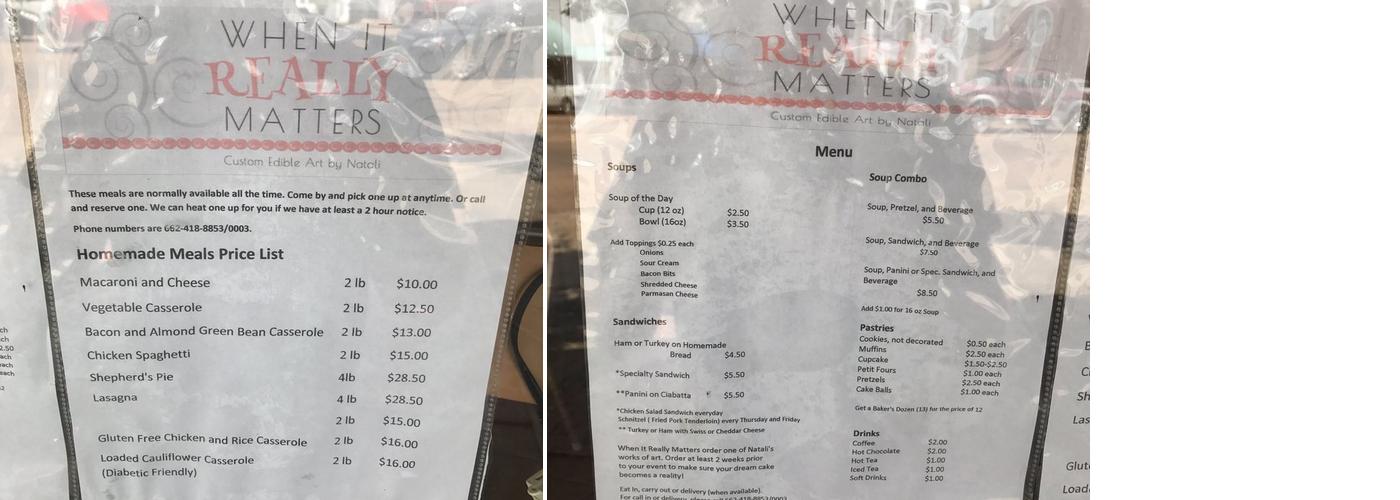 WHEN IT
REALLY
MATTERS
Custom Edible Art by Natali
These meals are normally available all the time. Come by and pick one up at anytime. Or call
and reserve one. We can heat one up for you if we have at least a 2 hour notice.
Phone numbers are 662-418-8853/0003.
Homemade Meals Price List
Macaroni and Cheese 2 lb $10.00
Vegetable Casserole 2 lb $12.50
Bacon and Almond Green Bean Casserole 2 lb $13.00
Chicken Spaghetti 2 lb $15.00
Shepherd's Pie 4lb $28.50
Lasagna 4 lb $28.50
2 lb $15.00
Gluten Free Chicken and Rice Casserole 2 lb $16.00
Loaded Cauliflower Casserole 2 lb $16.00
(Diabetic Friendly)
WHEN IT
REALLY
MATTERS
Custom Edible Art by Natali
Menu
Soups
Soup of the Day
Cup (12 oz) $2.50
Bowl (16oz) $3.50
Add Toppings $0.25 each
Onions
Sour Cream
Bacon Bits
Shredded Cheese
Parmasan Cheese
Sandwiches
Ham or Turkey on Homemade
Bread $4.50
*Specialty Sandwich $5.50
**Panini on Ciabatta $5.50
*Chicken Salad Sandwich everyday
Schnitzel ( Fried Pork Tenderloin) every Thursday and Friday
** Turkey or Ham with Swiss or Cheddar Cheese
When It Really Matters order one of Natali's
works of art. Order at least 2 weeks prior
to your event to make sure your dream cake
becomes a reality!
Eat In, carry out or delivery (when available).
For call in or delivery, please call 662-418-8853/0003
Soup Combo
Soup, Pretzel, and Beverage
$5.50
Soup, Sandwich, and Beverage
$7.50
Soup, Panini or Spec. Sandwich, and
Beverage
$8.50
Add $1.00 for 16 oz Soup
Pastries
Cookies, not decorated $0.50 each
Muffins $2.50 each
Cupcake $1.50-$2.50
Petit Fours $1.00 each
Pretzels $2.50 each
Cake Balls $1.00 each
Get a Baker's Dozen (13) for the price of 12
Drinks
Coffee $2.00
Hot Chocolate $2.00
Hot Tea $1.00
Iced Tea $1.00
Soft Drinks $1.00